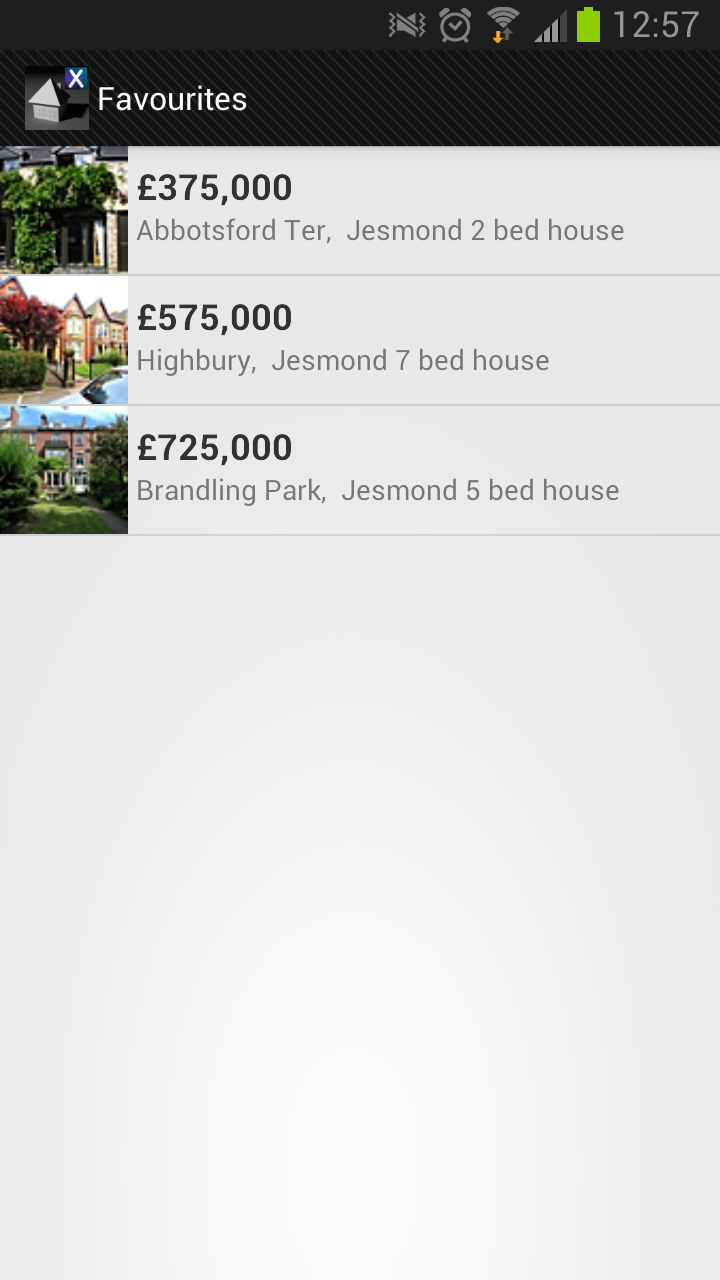 12:57
X
Favourites
£375,000
Abbotsford Ter,  Jesmond 2 bed house
£575,000
Highbury,  Jesmond 7 bed house
£725,000
Brandling Park,  Jesmond 5 bed house